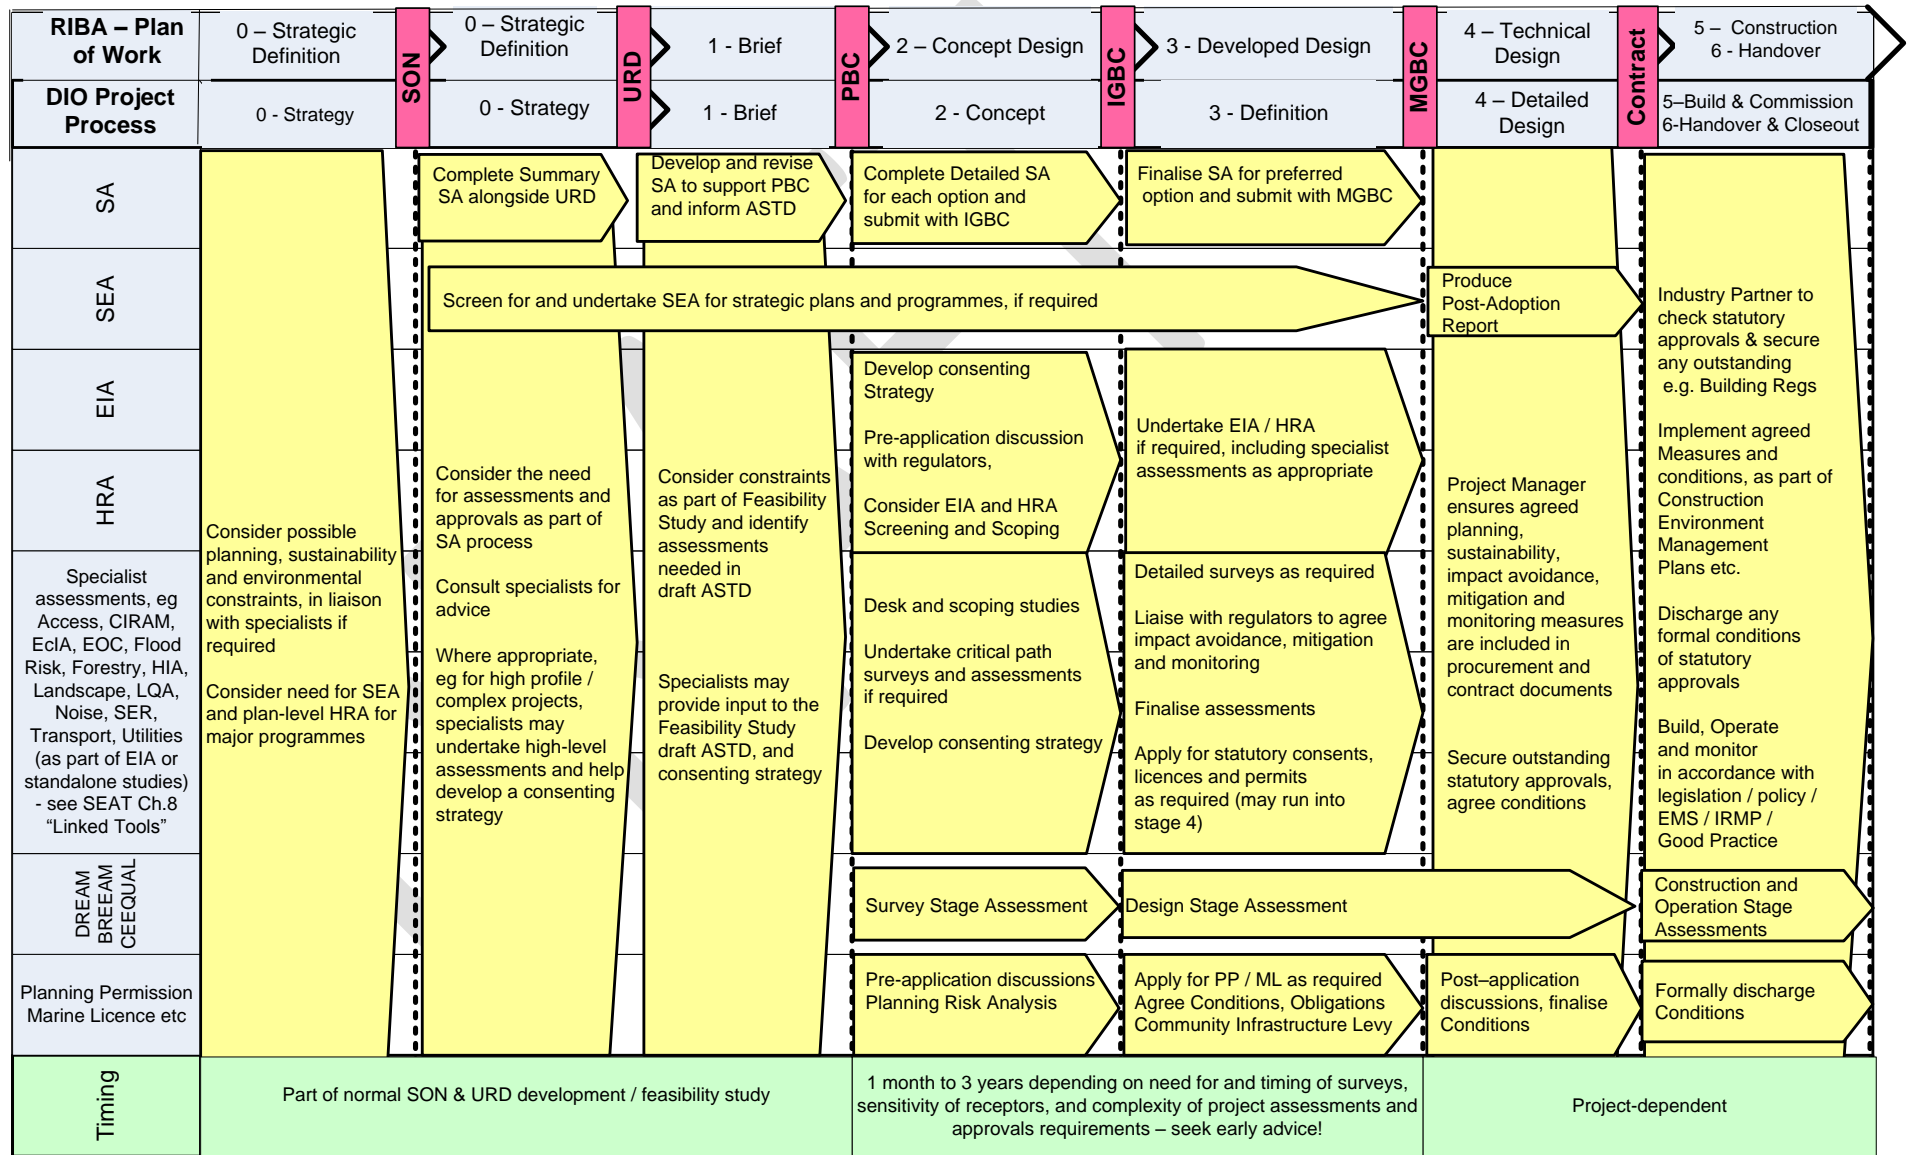 RIBA – Plan
of Work
0 – Strategic
Definition
SON
0 – Strategic
Definition
URD
1 - Brief
PBC
2 – Concept Design
IGBC
3 - Developed Design
MGBC
4 – Technical
Design
Contract
5 – Construction
6 - Handover
DIO Project
Process
0 - Strategy
0 - Strategy
1 - Brief
2 - Concept
3 - Definition
4 – Detailed
Design
5–Build & Commission
6-Handover & Closeout
SA
Complete Summary
SA alongside URD
Develop and revise
SA to support PBC
and inform ASTD
Complete Detailed SA
for each option and
submit with IGBC
Finalise SA for preferred
option and submit with MGBC
SEA
Screen for and undertake SEA for strategic plans and programmes, if required
Produce
Post-Adoption
Report
EIA
HRA
Specialist
assessments, eg
Access, CIRAM,
EcIA, EOC, Flood
Risk, Forestry, HIA,
Landscape, LQA,
Noise, SER,
Transport, Utilities
(as part of EIA or
standalone studies)
- see SEAT Ch.8
“Linked Tools”
Consider possible
planning, sustainability
and environmental
constraints, in liaison
with specialists if
required
Consider need for SEA
and plan-level HRA for
major programmes
Consider the need
for assessments and
approvals as part of
SA process
Consult specialists for
advice
Where appropriate,
eg for high profile /
complex projects,
specialists may
undertake high-level
assessments and help
develop a consenting
strategy
Consider constraints
as part of Feasibility
Study and identify
assessments
needed in
draft ASTD
Specialists may
provide input to the
Feasibility Study
draft ASTD, and
consenting strategy
Develop consenting
Strategy
Pre-application discussion
with regulators,
Consider EIA and HRA
Screening and Scoping
Desk and scoping studies
Undertake critical path
surveys and assessments
if required
Develop consenting strategy
Undertake EIA / HRA
if required, including specialist
assessments as appropriate
Detailed surveys as required
Liaise with regulators to agree
impact avoidance, mitigation
and monitoring
Finalise assessments
Apply for statutory consents,
licences and permits
as required (may run into
stage 4)
Project Manager
ensures agreed
planning,
sustainability,
impact avoidance,
mitigation and
monitoring measures
are included in
procurement and
contract documents
Secure outstanding
statutory approvals,
agree conditions
Industry Partner to
check statutory
approvals & secure
any outstanding
e.g. Building Regs
Implement agreed
Measures and
conditions, as part of
Construction
Environment
Management
Plans etc.
Discharge any
formal conditions
of statutory
approvals
Build, Operate
and monitor
in accordance with
legislation / policy /
EMS / IRMP /
Good Practice
DREAM
BREEAM
CEEQUAL
Survey Stage Assessment
Design Stage Assessment
Construction and
Operation Stage
Assessments
Planning Permission
Marine Licence etc
Pre-application discussions
Planning Risk Analysis
Apply for PP / ML as required
Agree Conditions, Obligations
Community Infrastructure Levy
Post–application
discussions, finalise
Conditions
Formally discharge
Conditions
Timing
Part of normal SON & URD development / feasibility study
1 month to 3 years depending on need for and timing of surveys,
sensitivity of receptors, and complexity of project assessments and
approvals requirements – seek early advice!
Project-dependent